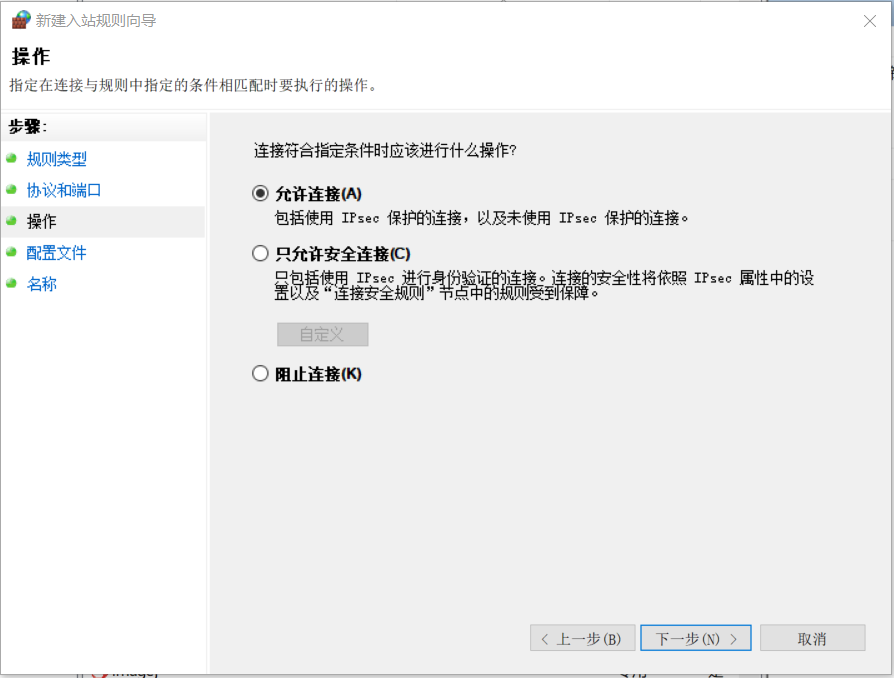 新建入站规则向导
操作
指定在连接与规则中指定的条件相匹配时要执行的操作。
步骤:
规则类型
协议和端口
操作
配置文件
名称
连接符合指定条件时应该进行什么操作?
允许连接(A)
包括使用 IPsec 保护的连接，以及未使用 IPsec 保护的连接。
只允许安全连接(C)
只包括使用 IPsec 进行身份验证的连接。连接的安全性将依照 IPsec 属性中的设
置以及“连接安全规则”节点中的规则受到保障。
自定义
阻止连接(K)
< 上一步(B)
下一步(N) >
取消